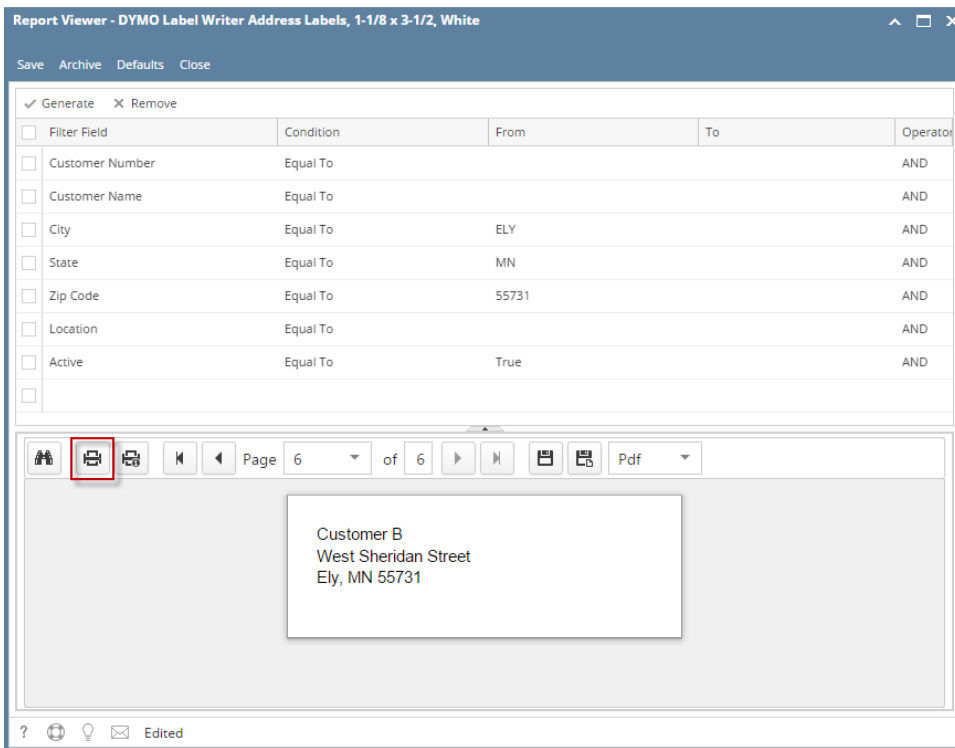 Report Viewer - DYMO Label Writer Address Labels, 1-1/8 x 3-1/2, White
Save Archive Defaults Close
Generate Remove
Filter Field Condition From To Operator
Customer Number Equal To AND
Customer Name Equal To AND
City Equal To ELY AND
State Equal To MN AND
Zip Code Equal To 55731 AND
Location Equal To AND
Active Equal To True AND
Page 6 of 6 Pdf
Customer B
West Sheridan Street
Ely, MN 55731
? Edited